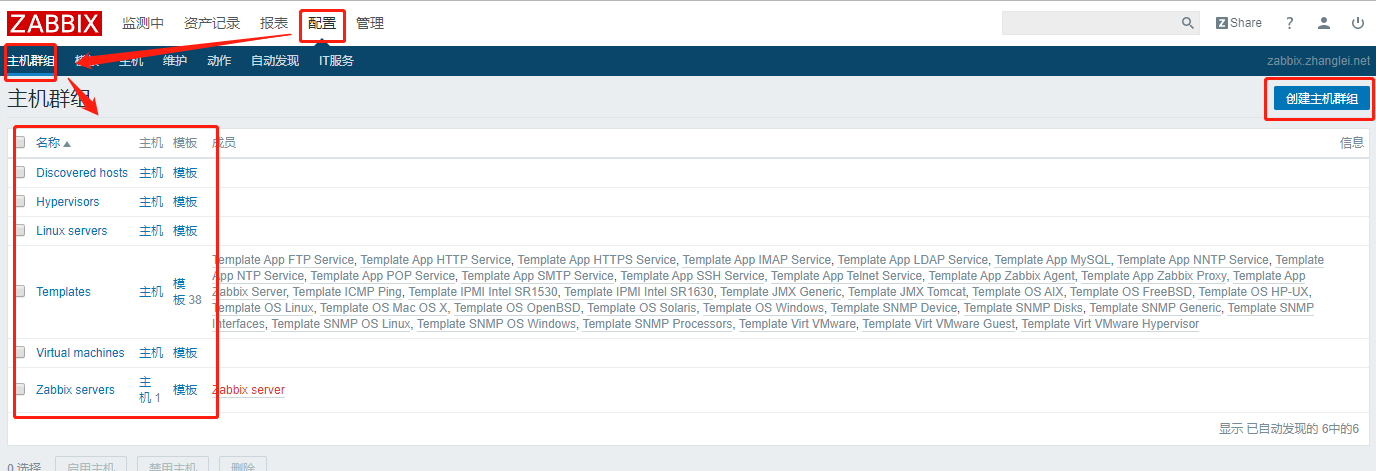 ZABBIX 监测中 资产记录 报表 配置 管理 Z Share ?
主机群组 模板 主机 维护 动作 自动发现 IT服务 zabbix.zhanglei.net
主机群组 创建主机群组
名称 主机 模板 成员 信息
Discovered hosts 主机 模板
Hypervisors 主机 模板
Linux servers 主机 模板
Template App FTP Service, Template App HTTP Service, Template App HTTPS Service, Template App IMAP Service, Template App LDAP Service, Template App MySQL, Template App NNTP Service, Template
App NTP Service, Template App POP Service, Template App SMTP Service, Template App SSH Service, Template App Telnet Service, Template App Zabbix Agent, Template App Zabbix Proxy, Template App
Templates 主机 模板 38 Zabbix Server, Template ICMP Ping, Template IPMI Intel SR1530, Template IPMI Intel SR1630, Template JMX Generic, Template JMX Tomcat, Template OS AIX, Template OS FreeBSD, Template OS HP-UX,
Template OS Linux, Template OS Mac OS X, Template OS OpenBSD, Template OS Solaris, Template OS Windows, Template SNMP Device, Template SNMP Disks, Template SNMP Generic, Template SNMP
Interfaces, Template SNMP OS Linux, Template SNMP OS Windows, Template SNMP Processors, Template Virt VMware, Template Virt VMware Guest, Template Virt VMware Hypervisor
Virtual machines 主机 模板
Zabbix servers 主机 1 模板 Zabbix server
显示 已自动发现的 6中的6
0 选择 启用主机 禁用主机 删除